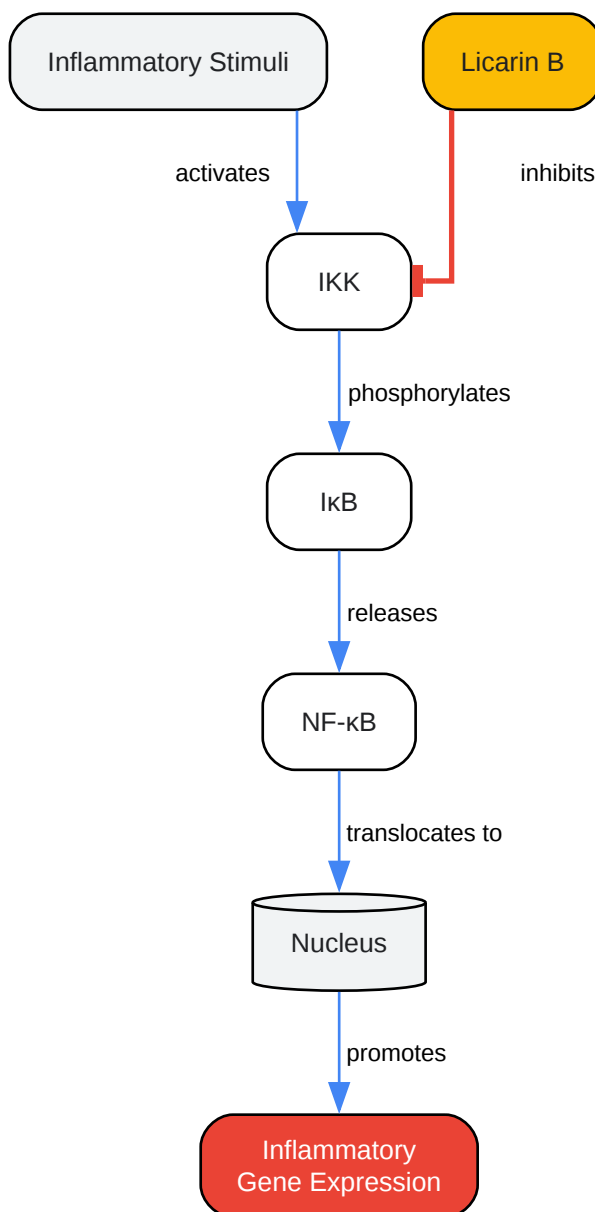 Inflammatory Stimuli
Licarin B
activates
inhibits
IKK
phosphorylates
IκB
releases
NF-κB
translocates to
Nucleus
promotes
Inflammatory
Gene Expression